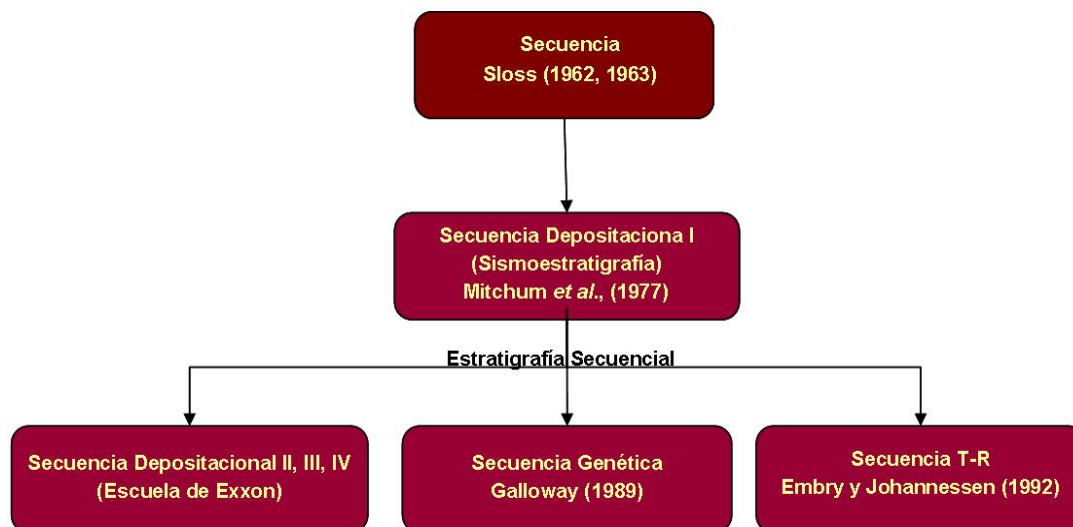 Secuencia
Sloss (1962, 1963)
Secuencia Depositaciona I
(Sismoestratigrafía)
Mitchum et al., (1977)
Estratigrafía Secuencial
Secuencia Depositacional II, III, IV
(Escuela de Exxon)
Secuencia Genética
Galloway (1989)
Secuencia T-R
Embry y Johannessen (1992)